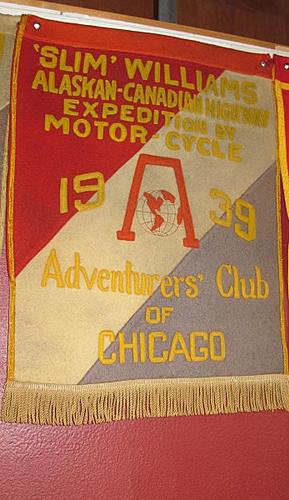 'SLIM' WILLIAMS
ALASKAN-CANADIAN HIGHWAY
EXPEDITION BY
MOTOR-CYCLE
19 A 39
Adventurers' Club
OF
CHICAGO